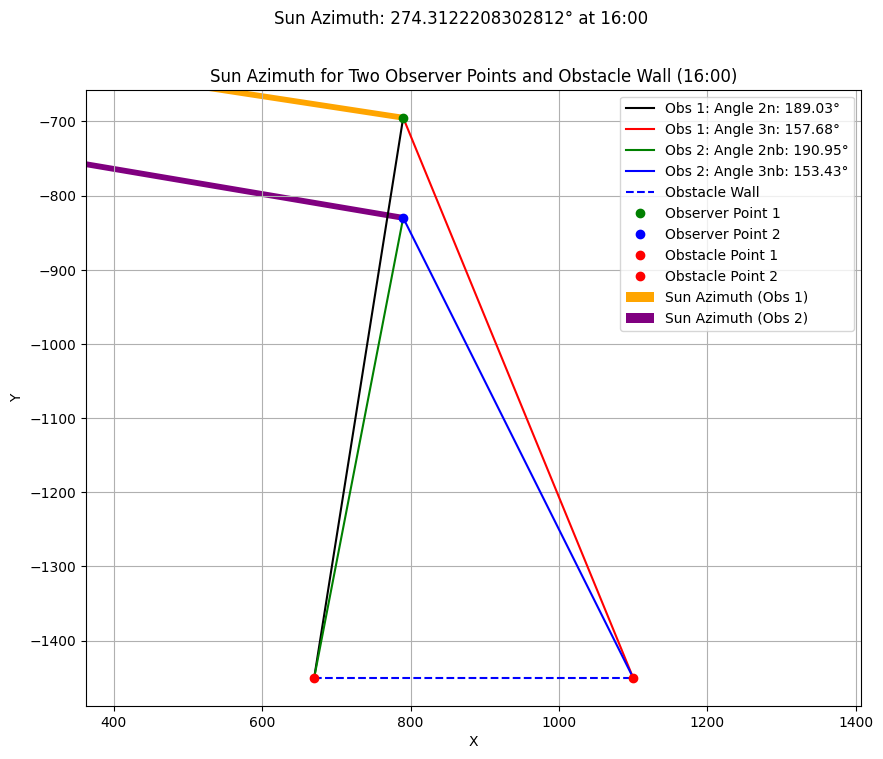 Sun Azimuth: 274.3122208302812° at 16:00
Sun Azimuth for Two Observer Points and Obstacle Wall (16:00)
Obs 1: Angle 2n: 189.03°
Obs 1: Angle 3n: 157.68°
Obs 2: Angle 2nb: 190.95°
Obs 2: Angle 3nb: 153.43°
Obstacle Wall
Observer Point 1
Observer Point 2
Obstacle Point 1
Obstacle Point 2
Sun Azimuth (Obs 1)
Sun Azimuth (Obs 2)
−700
−800
−900
−1000
−1100
−1200
−1300
−1400
Y
400 600 800 1000 1200 1400
X